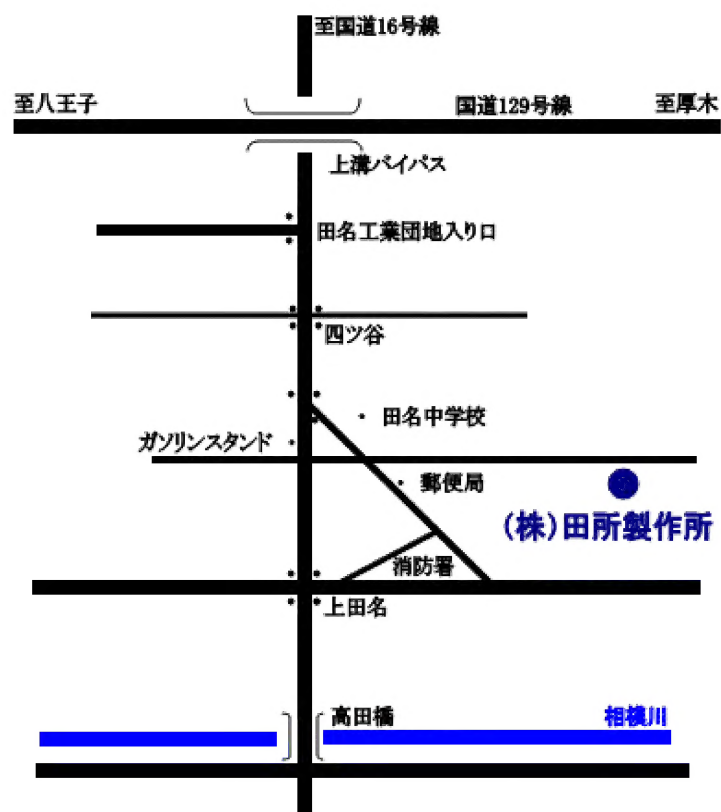 至国道16号線
至八王子
国道129号線
至厚木
上溝バイパス
田名工業団地入り口
四ツ谷
田名中学校
ガソリンスタンド
郵便局
(株)田所製作所
消防署
上田名
高田橋
相模川